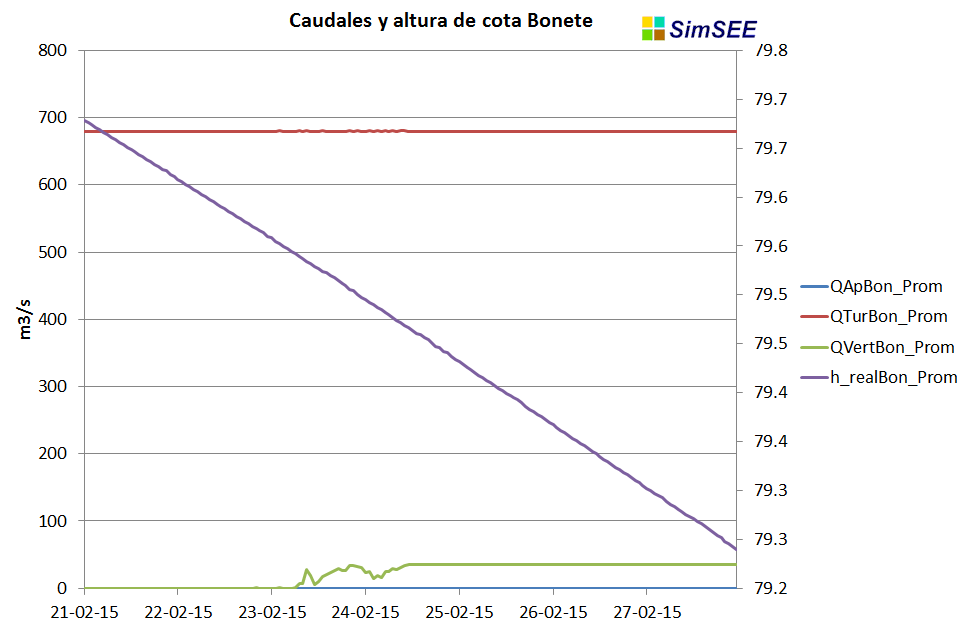 Caudales y altura de cota Bonete
SimSEE
800
700
600
500
400
300
200
100
0
m3/s
79.8
79.7
79.7
79.6
79.6
79.5
79.5
79.4
79.4
79.3
79.3
79.2
21-02-15 22-02-15 23-02-15 24-02-15 25-02-15 26-02-15 27-02-15
QApBon_Prom
QTurBon_Prom
QVertBon_Prom
h_realBon_Prom